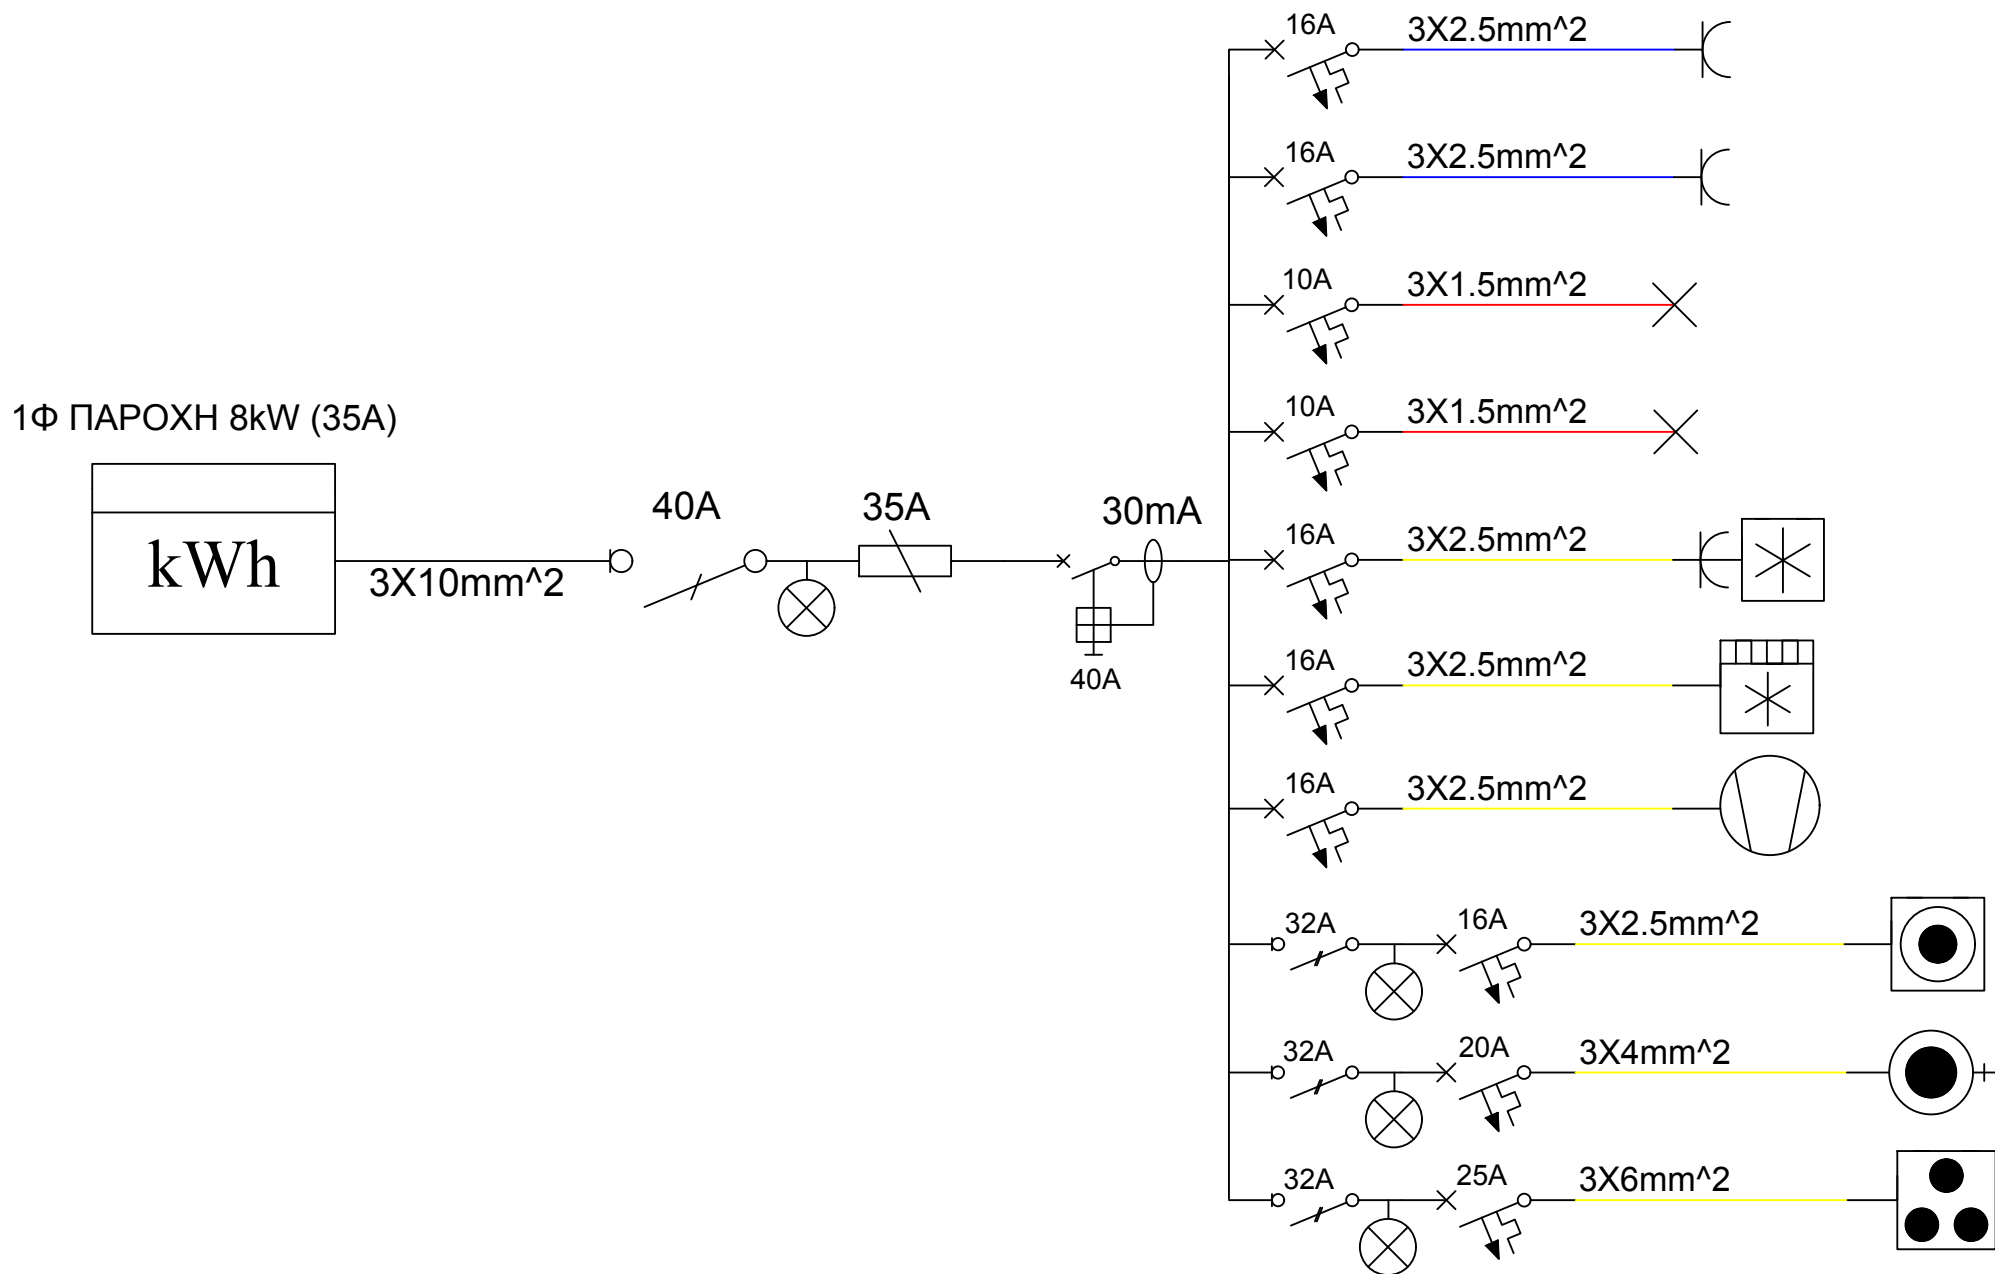 1Φ ΠΑΡΟΧΗ 8kW (35A)
kWh
3X10mm^2
40A
35A
30mA
40A
16A 3X2.5mm^2
16A 3X2.5mm^2
10A 3X1.5mm^2
10A 3X1.5mm^2
16A 3X2.5mm^2
16A 3X2.5mm^2
16A 3X2.5mm^2
32A 16A 3X2.5mm^2
32A 20A 3X4mm^2
32A 25A 3X6mm^2